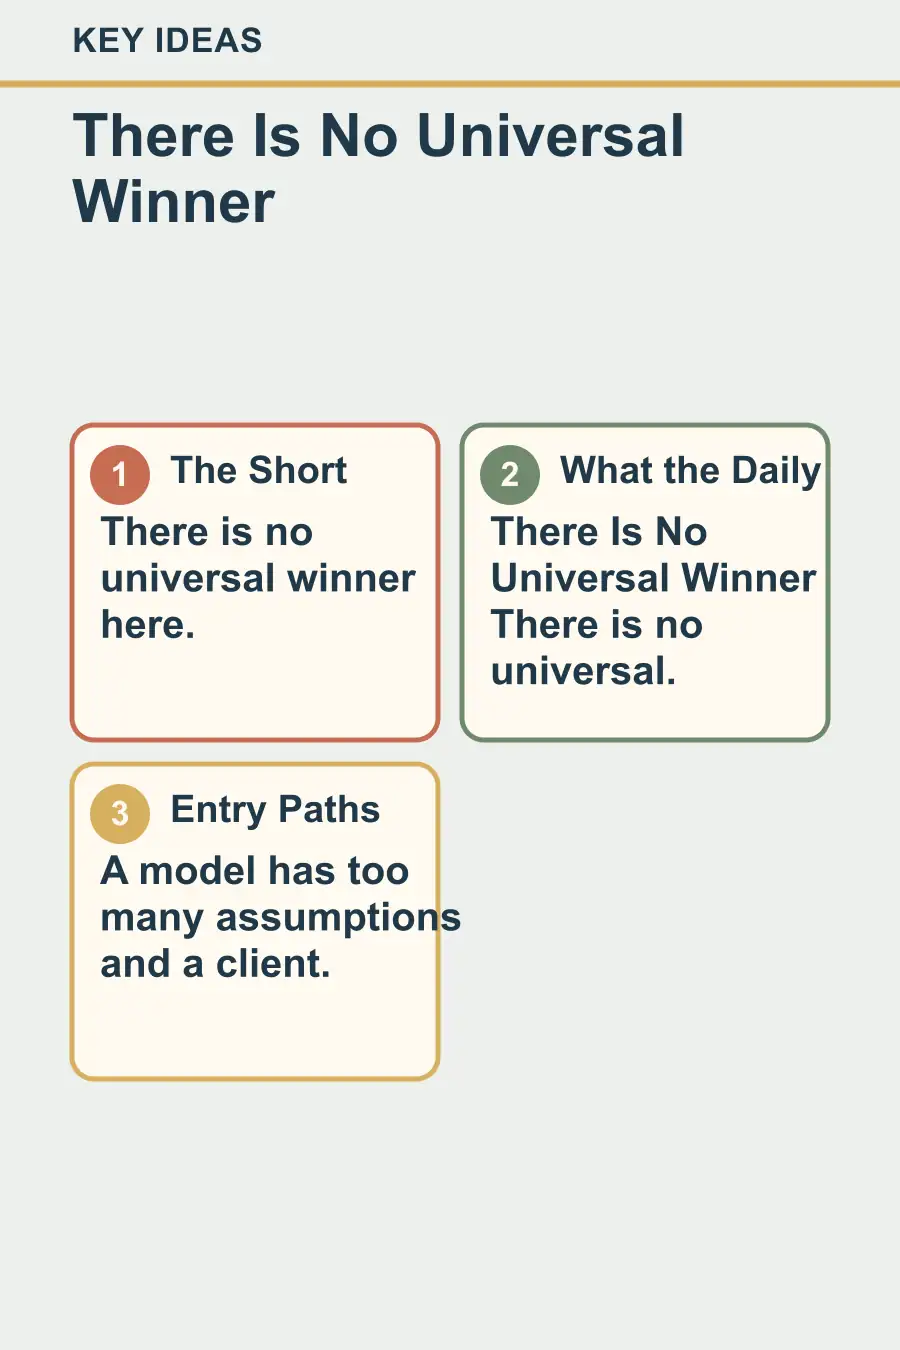 KEY IDEAS
There Is No Universal
Winner
1 The Short
There is no
universal winner
here.
2 What the Daily
There Is No
Universal Winner
There is no
universal.
3 Entry Paths
A model has too
many assumptions
and a client.